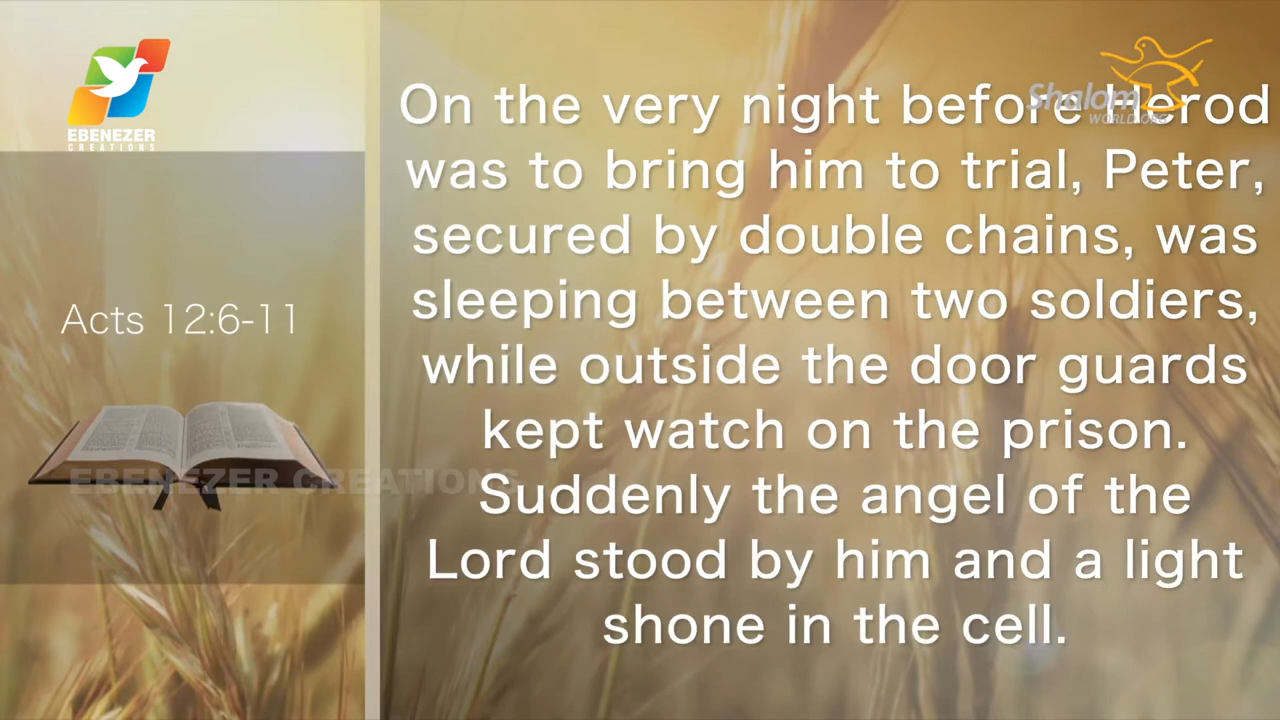 EBENEZER
CREATIONS
Shalom
WORLD.ORG
On the very night before Herod
was to bring him to trial, Peter,
secured by double chains, was
sleeping between two soldiers,
while outside the door guards
kept watch on the prison.
Suddenly the angel of the
Lord stood by him and a light
shone in the cell.
Acts 12:6-11
EBENEZER CREATIONS